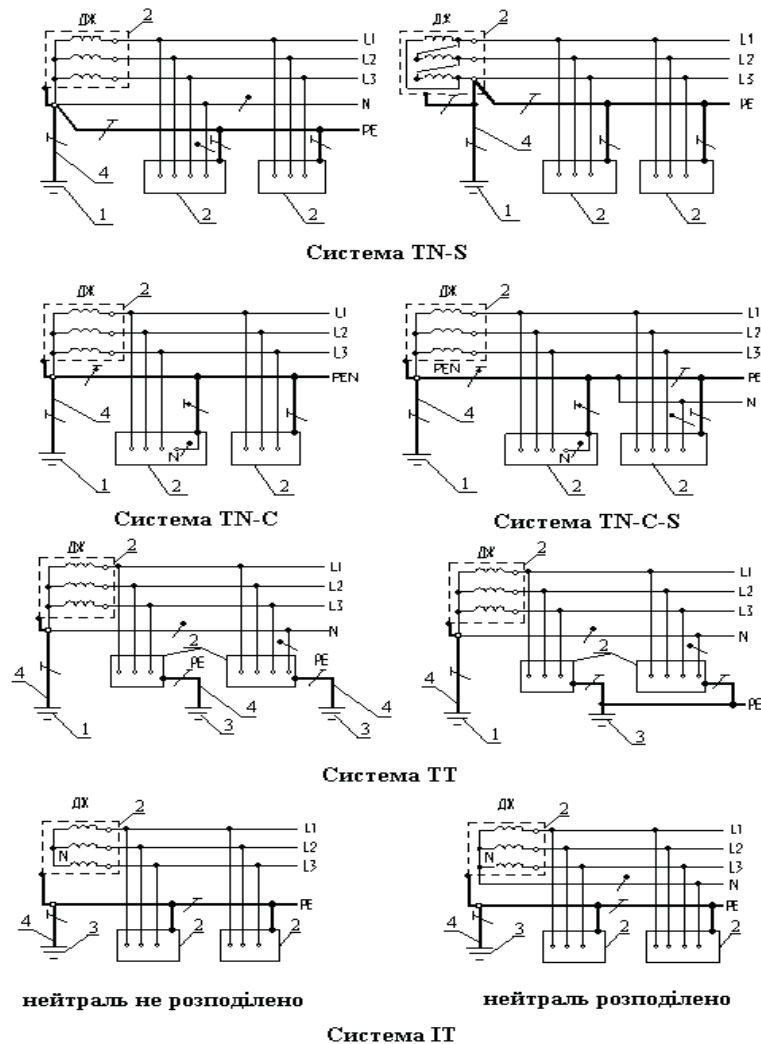 ДЖ 2 L1 L2 L3 N PE 4 1 2 2
ДЖ 2 L1 L2 L3 PE 4 1 2 2
Система TN-S
ДЖ 2 L1 L2 L3 PEN 4 1 N 2 2
ДЖ 2 L1 L2 L3 PEN PE N 4 1 N 2 2
Система TN-C
Система TN-C-S
ДЖ 2 L1 L2 L3 N 2 PE PE 4 1 4 3 4 3
ДЖ 2 L1 L2 L3 N 2 4 1 3 PE
Система ТТ
ДЖ 2 L1 N L2 L3 PE 4 3 2 2
ДЖ 2 L1 N L2 L3 N PE 4 3 2 2
нейтраль не розподілено
нейтраль розподілено
Система ІТ